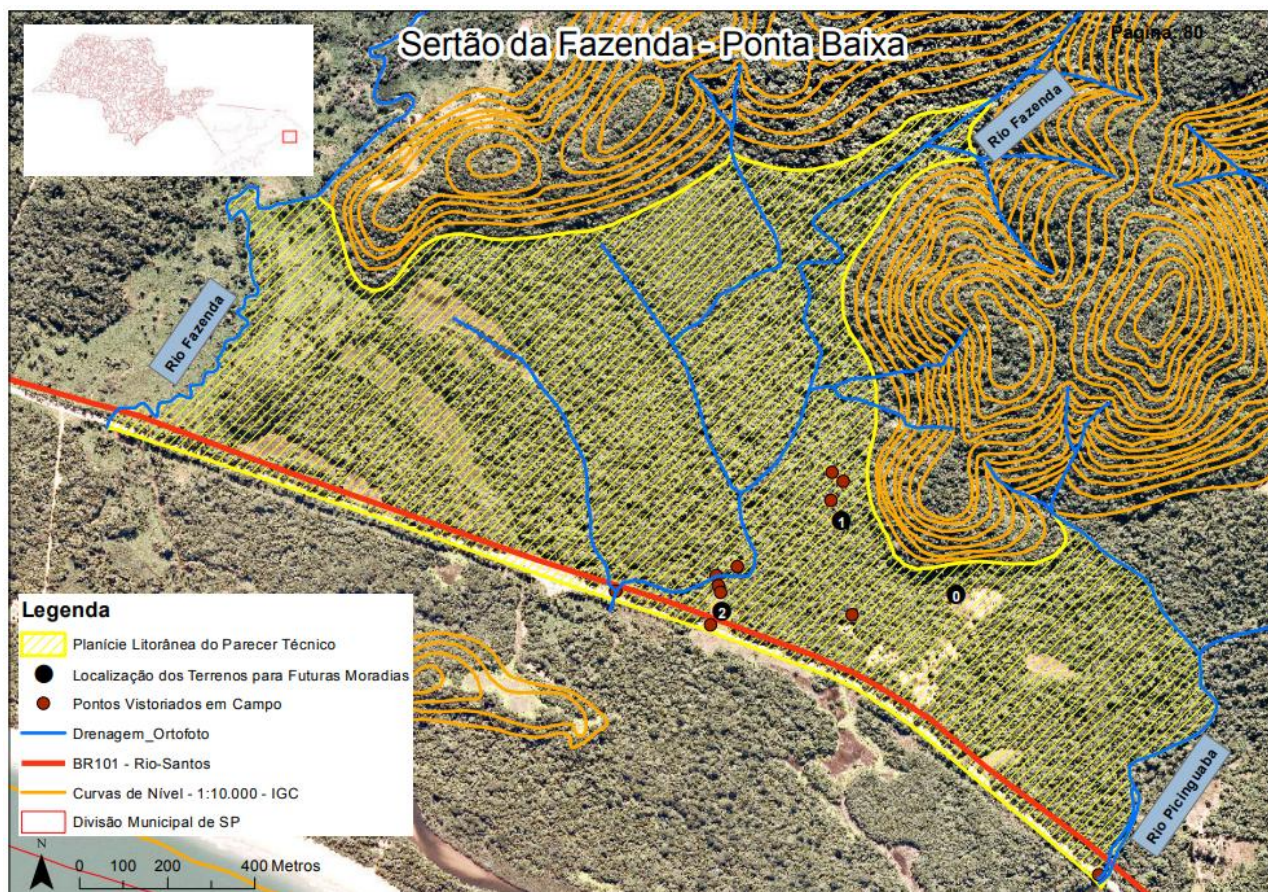 Sertão da Fazenda - Ponta Baixa
Página: 80
Rio Fazenda
Rio Fazenda
1
0
2
Rio Picinguaba
Legenda
Planície Litorânea do Parecer Técnico
Localização dos Terrenos para Futuras Moradias
Pontos Vistoriados em Campo
Drenagem_Ortofoto
BR101 - Rio-Santos
Curvas de Nível - 1:10.000 - IGC
Divisão Municipal de SP
N
0 100 200 400 Metros